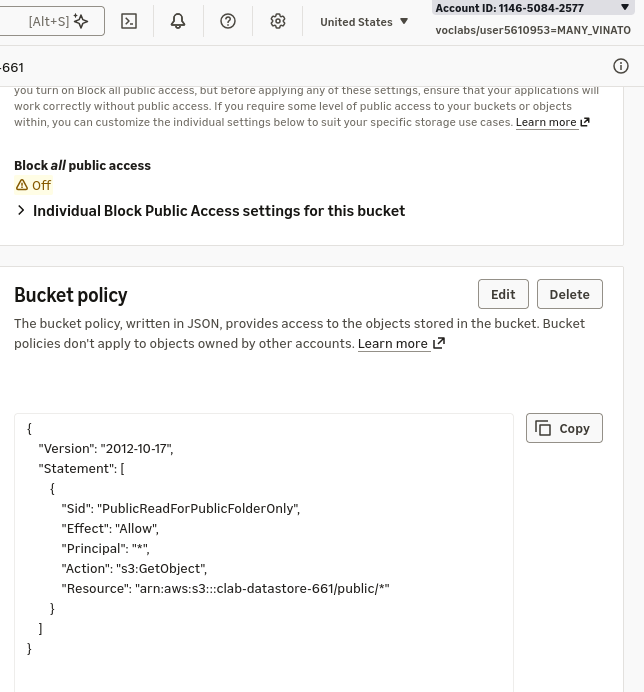 [Alt+S]
United States
Account ID: 1146-5084-2577
voclabs/user5610953=MANY_VINATO
-661
you turn on Block all public access, but before applying any of these settings, ensure that your applications will
work correctly without public access. If you require some level of public access to your buckets or objects
within, you can customize the individual settings below to suit your specific storage use cases. Learn more
Block all public access
Off
Individual Block Public Access settings for this bucket
Bucket policy
Edit
Delete
The bucket policy, written in JSON, provides access to the objects stored in the bucket. Bucket
policies don't apply to objects owned by other accounts. Learn more
Copy
{
"Version": "2012-10-17",
"Statement": [
{
"Sid": "PublicReadForPublicFolderOnly",
"Effect": "Allow",
"Principal": "*",
"Action": "s3:GetObject",
"Resource": "arn:aws:s3:::clab-datastore-661/public/*"
}
]
}